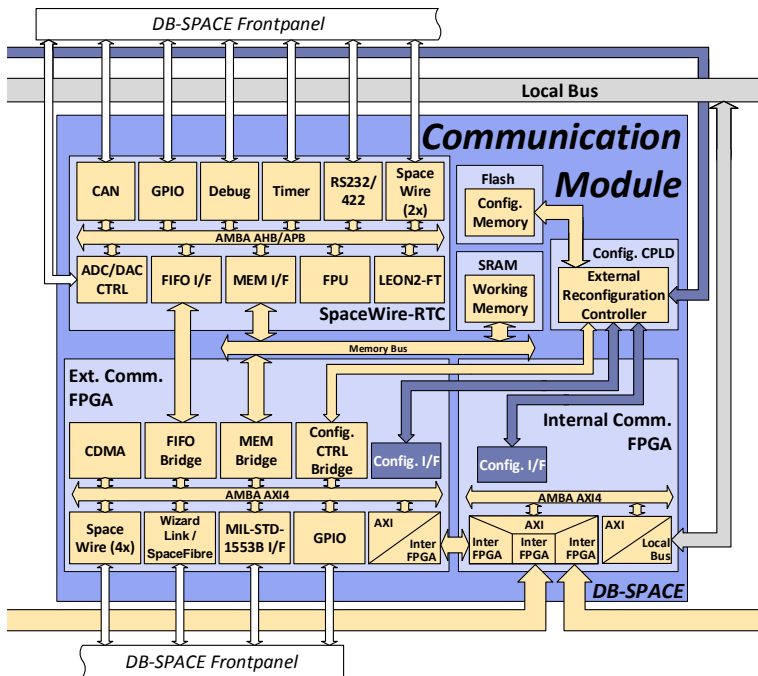 DB-SPACE Frontpanel
Local Bus
Communication
Module
CAN
GPIO
Debug
Timer
RS232/
422
Space
Wire
(2x)
AMBA AHB/APB
ADC/DAC
CTRL
FIFO I/F
MEM I/F
FPU
LEON2-FT
SpaceWire-RTC
Flash
Config.
Memory
SRAM
Working
Memory
Config. CPLD
External
Reconfiguration
Controller
Memory Bus
Ext. Comm.
FPGA
CDMA
FIFO
Bridge
MEM
Bridge
Config.
CTRL
Bridge
Config. I/F
AMBA AXI4
Space
Wire (4x)
Wizard
Link /
SpaceFibre
MIL-STD-
1553B I/F
GPIO
AXI
Inter
FPGA
Internal Comm.
FPGA
Config. I/F
AMBA AXI4
AXI
Inter
FPGA
Inter
FPGA
Inter
FPGA
AXI
Local
Bus
DB-SPACE
DB-SPACE Frontpanel